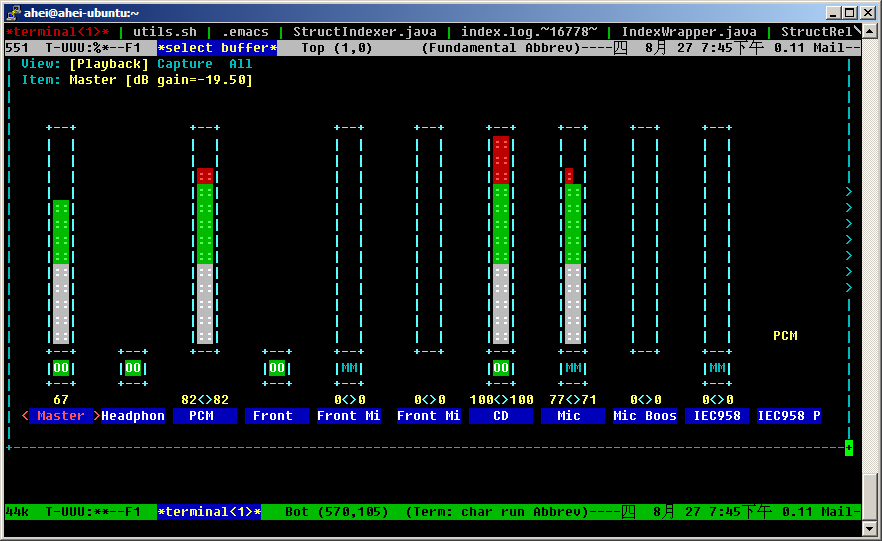 ahei@ahei-ubuntu:~
*terminal<1>* | utils.sh | .emacs | StructIndexer.java | index.log.~16778~ | IndexWrapper.java | StructRel
551 T-UUU:%*--F1 *select buffer* Top (1,0) (Fundamental Abbrev)----四 8月 27 7:45下午 0.11 Mail--
View: [Playback] Capture All
Item: Master [dB gain=-19.50]
PCM
OO OO OO MM OO MM MM
67 82<>82 0<>0 0<>0 100<>100 77<>71 0<>0 0<>0
< Master >Headphon PCM Front Front Mi Front Mi CD Mic Mic Boos IEC958 IEC958 P
44k T-UUU:**--F1 *terminal<1>* Bot (570,105) (Term: char run Abbrev)----四 8月 27 7:45下午 0.11 Mail-